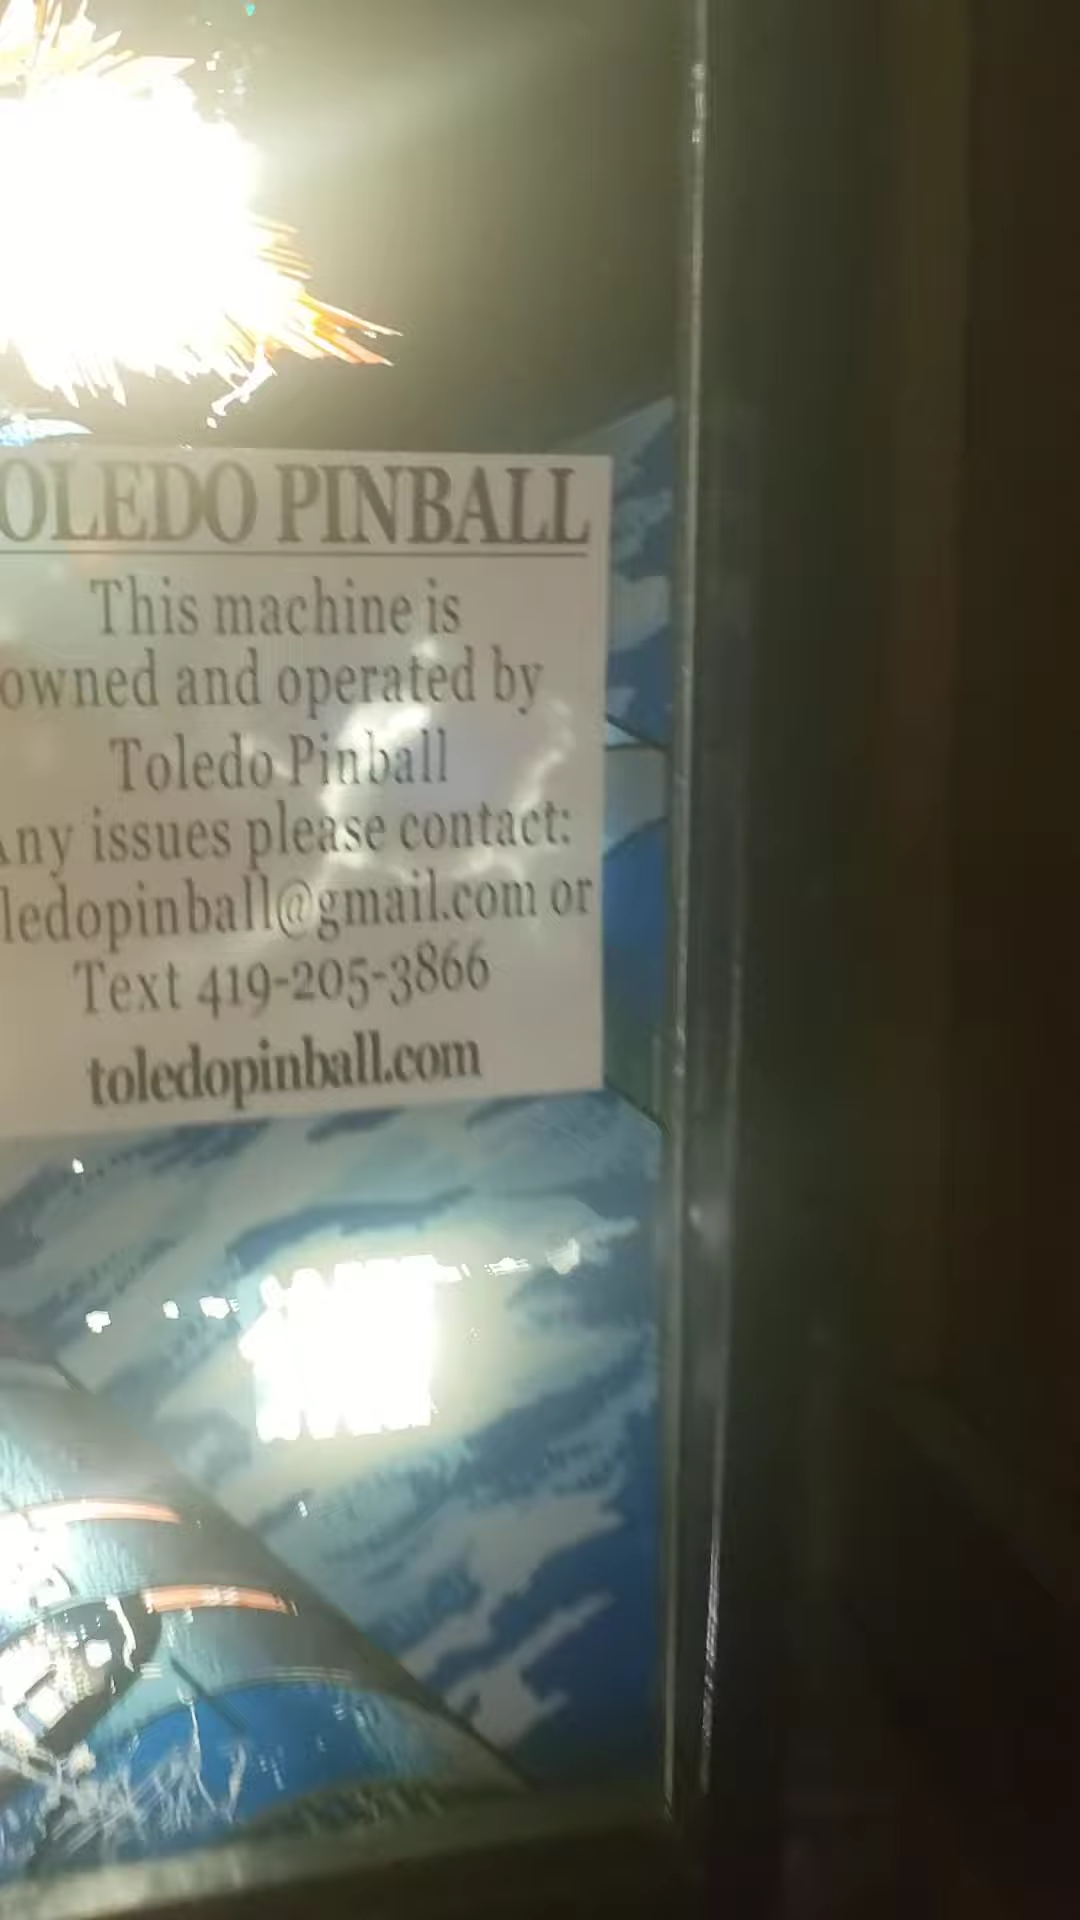 OLEDO PINBALL
This machine is
owned and operated by
Toledo Pinball
Any issues please contact:
ledopinball@gmail.com or
Text 419-205-3866
toledopinball.com